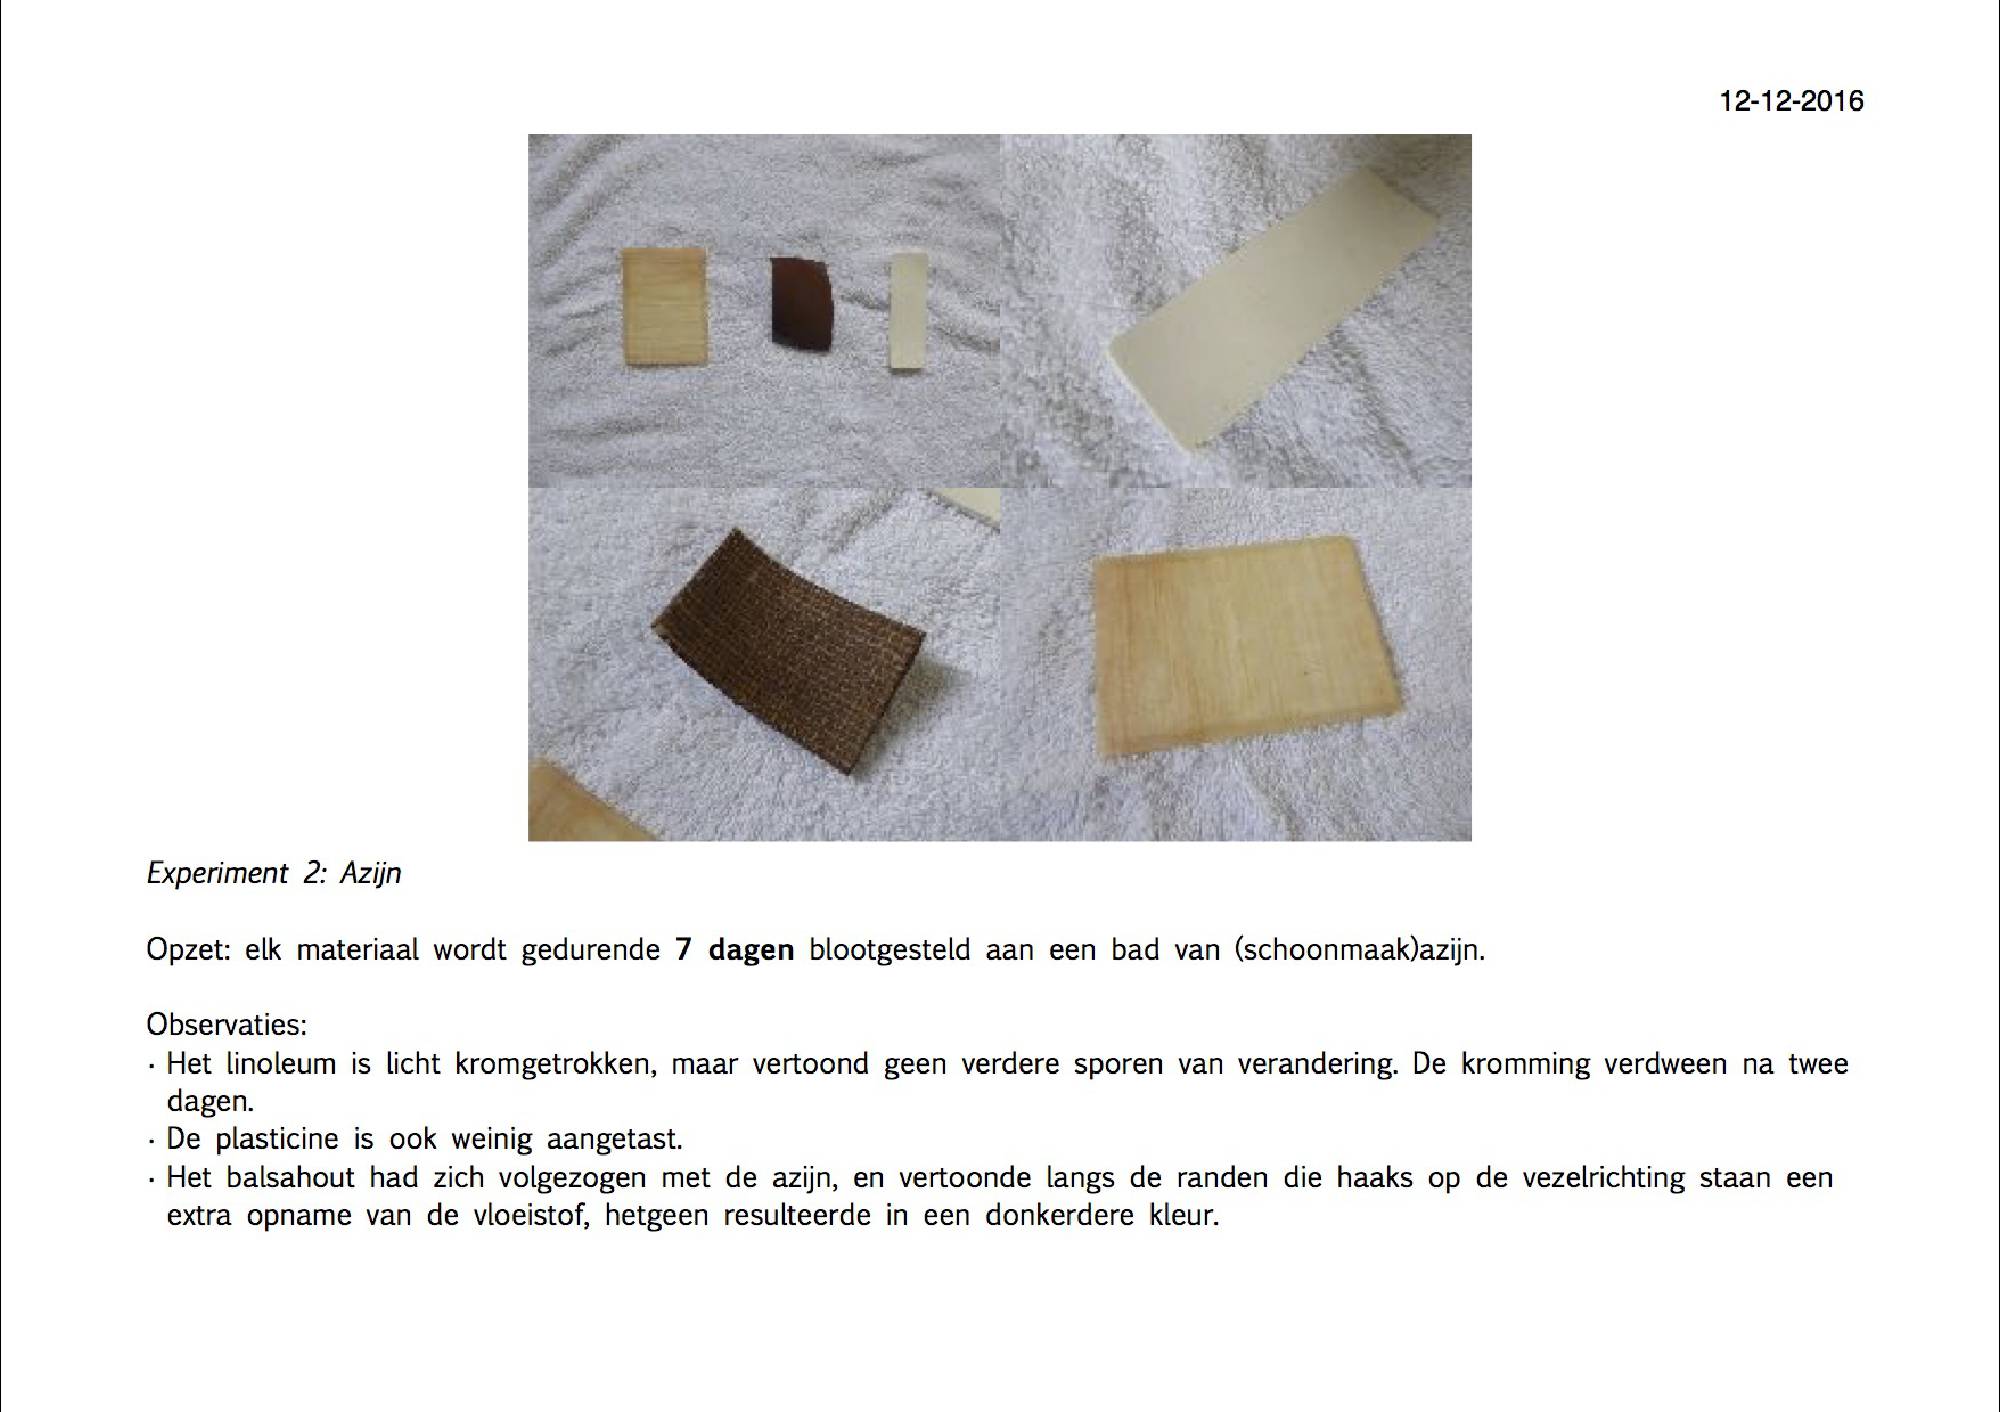 12-12-2016
Experiment 2: Azijn
Opzet: elk materiaal wordt gedurende 7 dagen blootgesteld aan een bad van (schoonmaak)azijn.
Observaties:
· Het linoleum is licht kromgetrokken, maar vertoond geen verdere sporen van verandering. De kromming verdween na twee
dagen.
· De plasticine is ook weinig aangetast.
· Het balsahout had zich volgezogen met de azijn, en vertoonde langs de randen die haaks op de vezelrichting staan een
extra opname van de vloeistof, hetgeen resulteerde in een donkerdere kleur.